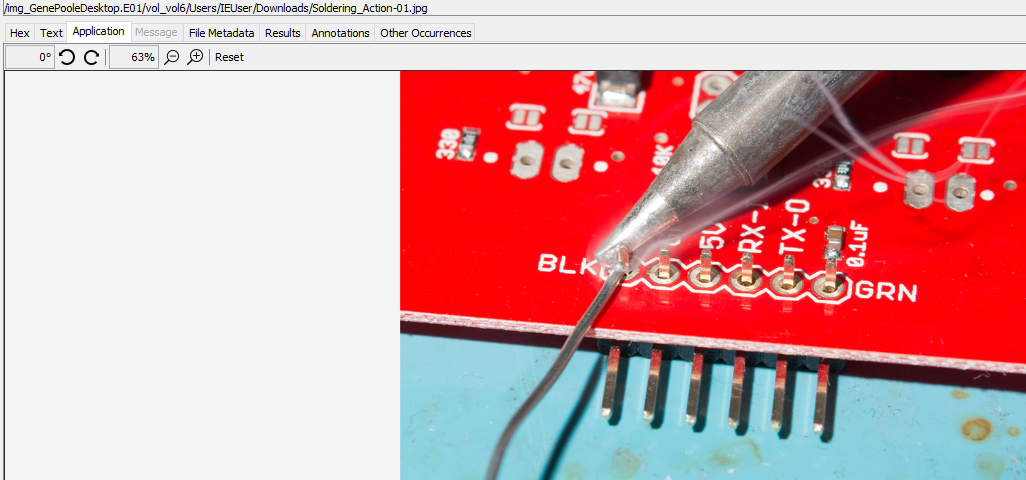 /img_GenePooleDesktop.E01/vol_vol6/Users/IEUser/Downloads/Soldering_Action-01.jpg
Hex Text Application Message File Metadata Results Annotations Other Occurrences
0° 63% Reset
330
10K
BLK
5V
RX-
TX-O
0.1uF
GRN